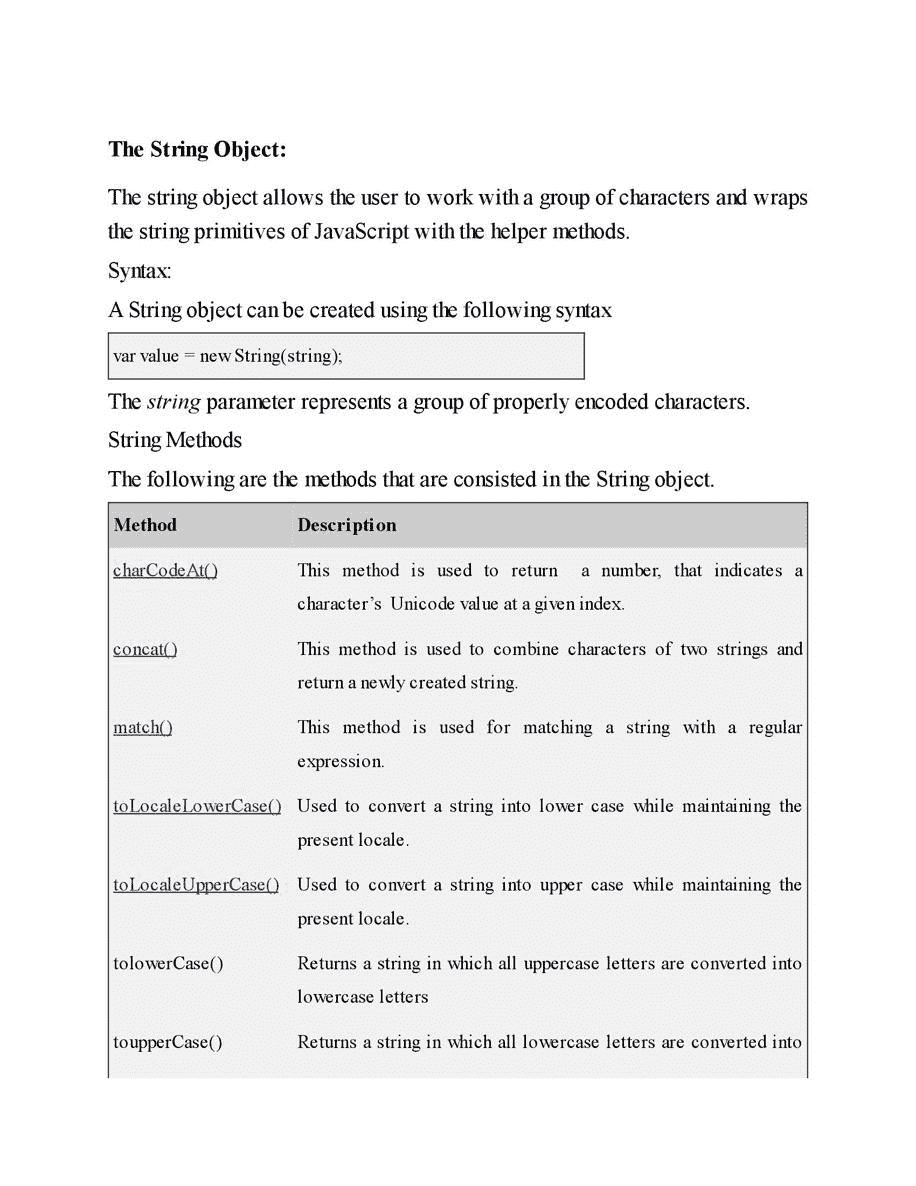 The String Object:
The string object allows the user to work with a group of characters and wraps
the string primitives of JavaScript with the helper methods.
Syntax:
A String object can be created using the following syntax
var value = new String(string);
The string parameter represents a group of properly encoded characters.
String Methods
The following are the methods that are consisted in the String object.
Method Description
charCodeAt() This method is used to return a number, that indicates a
character’s Unicode value at a given index.
concat() This method is used to combine characters of two strings and
return a newly created string.
match() This method is used for matching a string with a regular
expression.
toLocaleLowerCase() Used to convert a string into lower case while maintaining the
present locale.
toLocaleUpperCase() Used to convert a string into upper case while maintaining the
present locale.
tolowerCase() Returns a string in which all uppercase letters are converted into
lowercase letters
toupperCase() Returns a string in which all lowercase letters are converted into